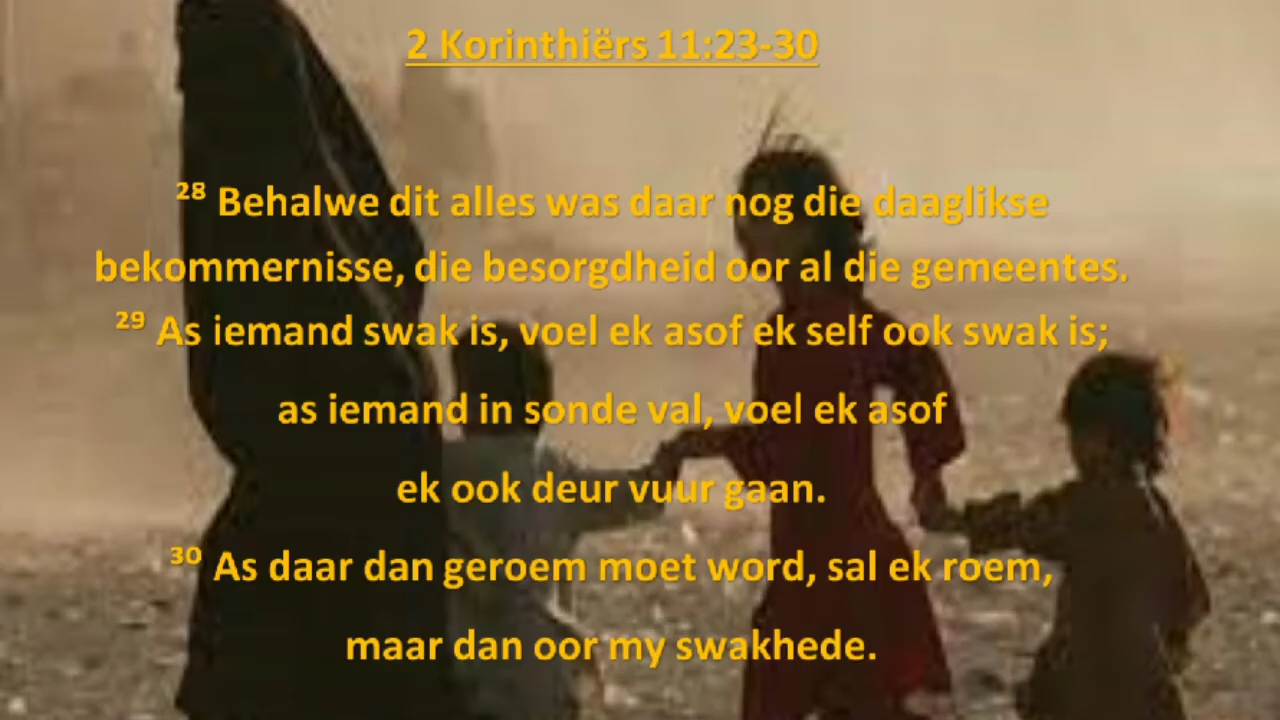 2 Korinthiërs 11:23-30
²⁸ Behalwe dit alles was daar nog die daaglikse
bekommernisse, die besorgdheid oor al die gemeentes.
²⁹ As iemand swak is, voel ek asof ek self ook swak is;
as iemand in sonde val, voel ek asof
ek ook deur vuur gaan.
³⁰ As daar dan geroem moet word, sal ek roem,
maar dan oor my swakhede.